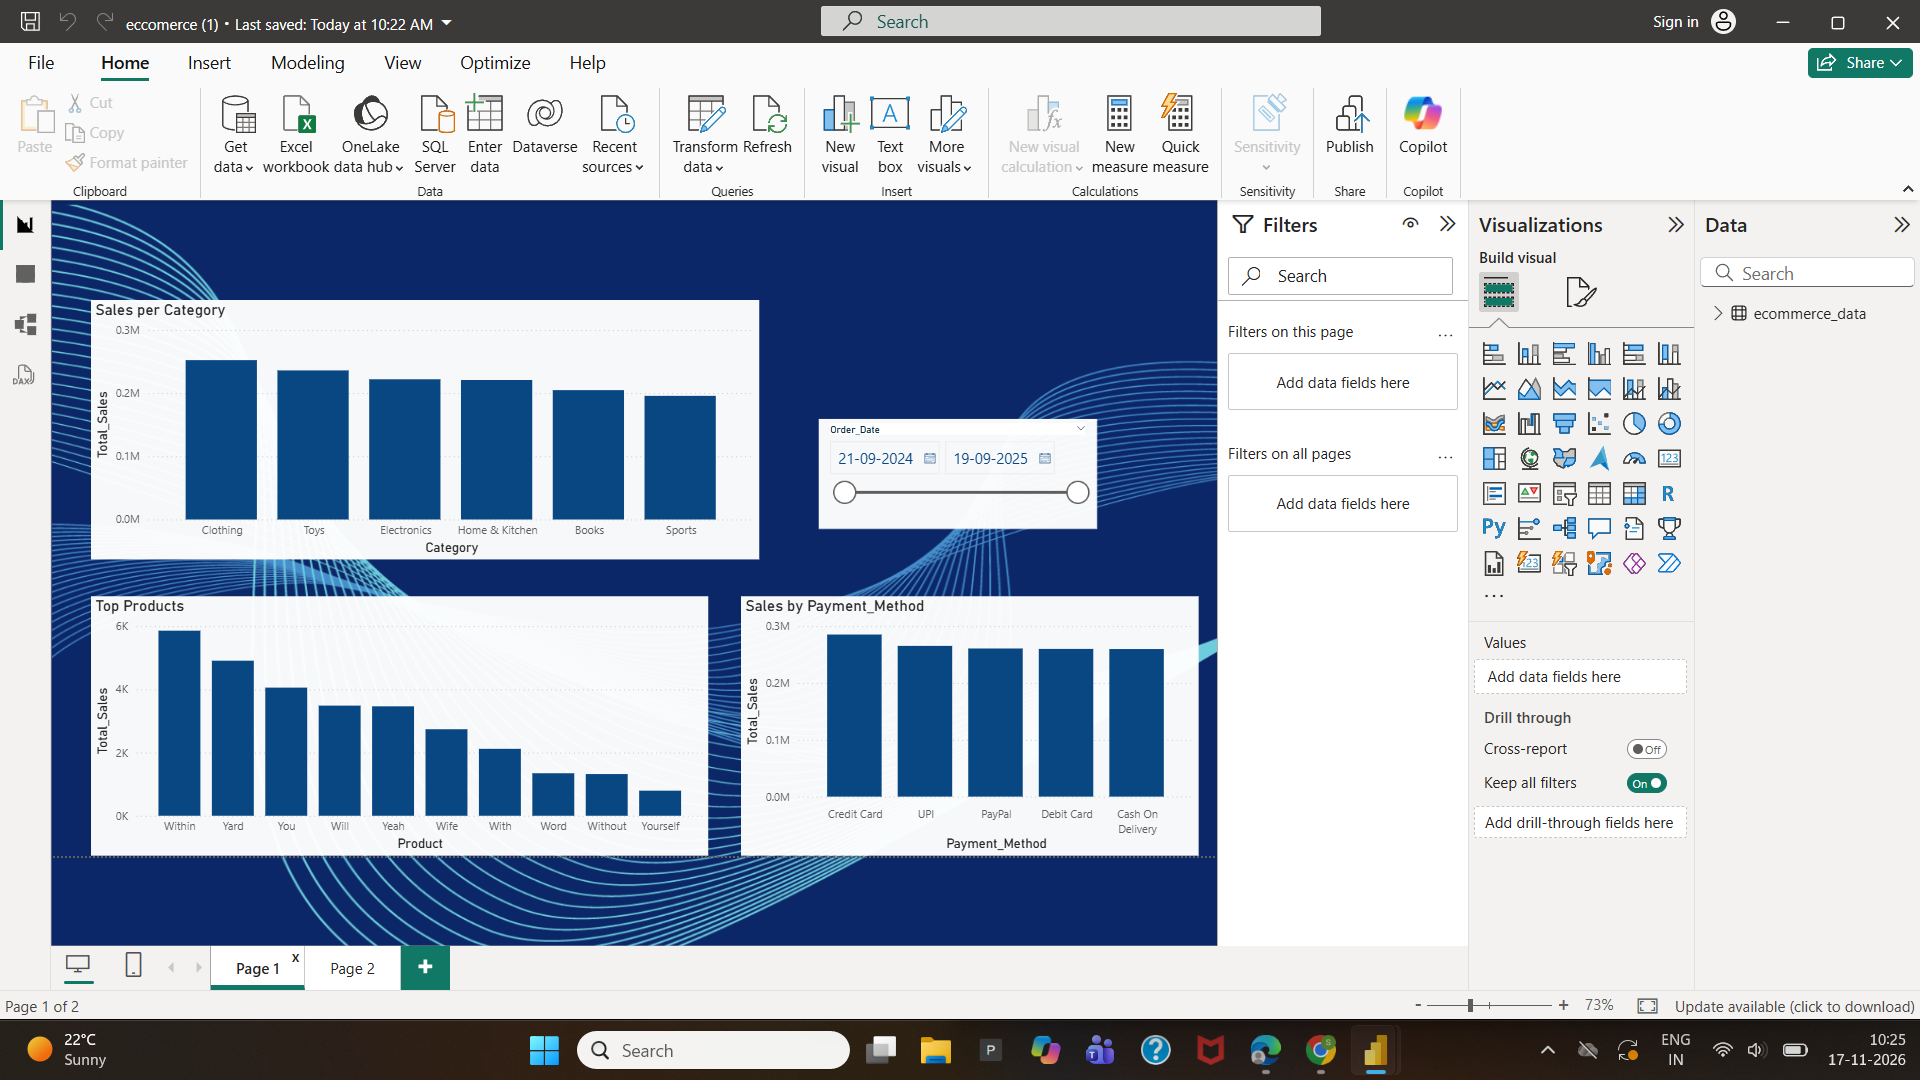 eccomerce (1) • Last saved: Today at 10:22 AM
Search
Sign in
File Home Insert Modeling View Optimize Help
Share
Paste
Cut
Copy
Format painter
Clipboard
Get data
Excel workbook
OneLake data hub
SQL Server
Enter data
Dataverse
Recent sources
Data
Transform data
Refresh
Queries
New visual
Text box
More visuals
Insert
New visual calculation
New measure
Quick measure
Calculations
Sensitivity
Sensitivity
Publish
Share
Copilot
Copilot
DAX
Sales per Category
Total_Sales
0.3M
0.2M
0.1M
0.0M
Clothing Toys Electronics Home & Kitchen Books Sports
Category
Order_Date
21-09-2024 19-09-2025
Top Products
Total_Sales
6K
4K
2K
0K
Within Yard You Will Yeah Wife With Word Without Yourself
Product
Sales by Payment_Method
Total_Sales
0.3M
0.2M
0.1M
0.0M
Credit Card UPI PayPal Debit Card Cash On Delivery
Payment_Method
Filters
Search
Filters on this page ...
Add data fields here
Filters on all pages ...
Add data fields here
Visualizations
Build visual
123
R
Py
123
...
Values
Add data fields here
Drill through
Cross-report Off
Keep all filters On
Add drill-through fields here
Data
Search
ecommerce_data
Page 1 x
Page 2
+
Page 1 of 2
- + 73%
Update available (click to download)
22°C
Sunny
Search
P
T
?
S
ENG
IN
10:25
17-11-2026